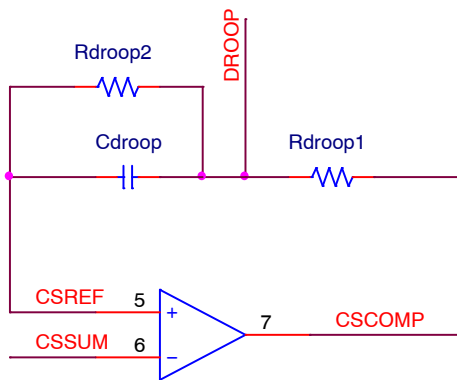 DROOP
Rdroop2
Cdroop
Rdroop1
CSREF 5
+
7
CSSUM 6
−
CSCOMP